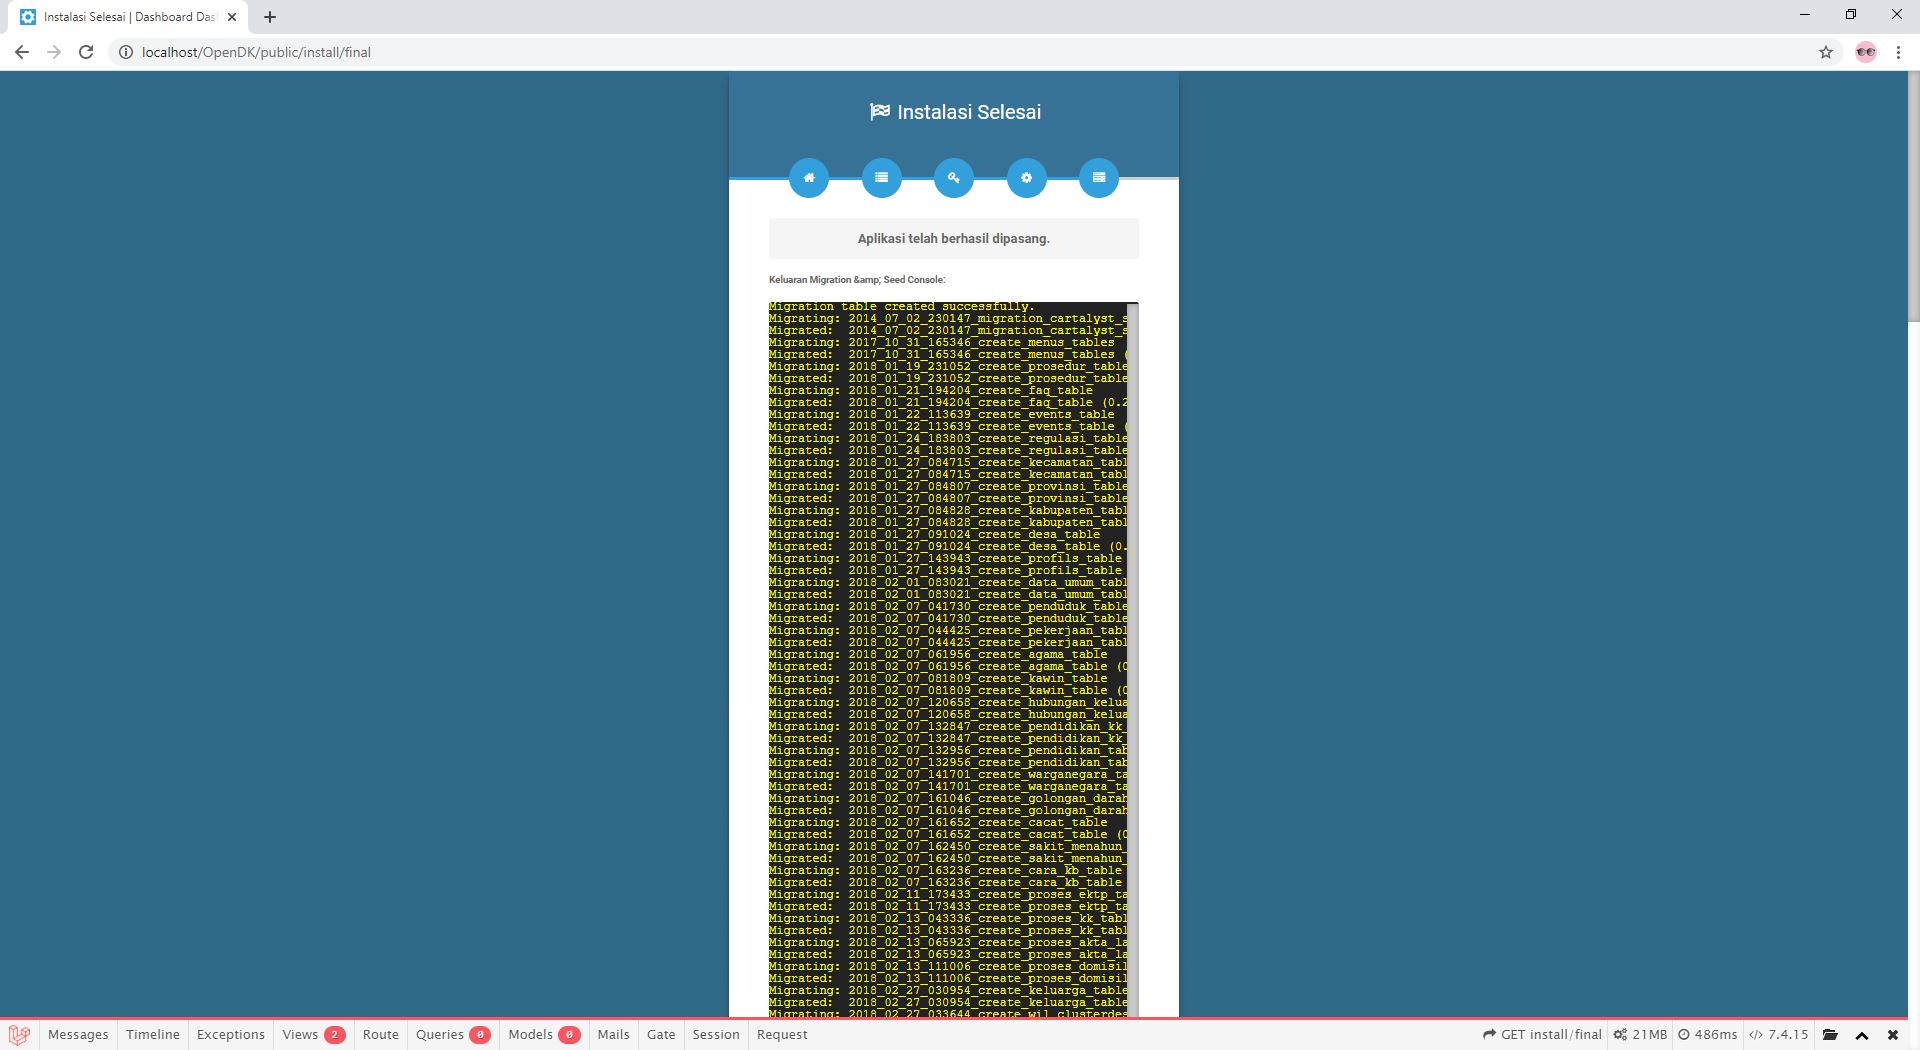 Instalasi Selesai | Dashboard Das
localhost/OpenDK/public/install/final
Instalasi Selesai
Aplikasi telah berhasil dipasang.
Keluaran Migration &amp; Seed Console:
Migration table created successfully.
Migrating: 2014_07_02_230147_migration_cartalyst_s
Migrated:  2014_07_02_230147_migration_cartalyst_s
Migrating: 2017_10_31_165346_create_menus_tables
Migrated:  2017_10_31_165346_create_menus_tables (
Migrating: 2018_01_19_231052_create_prosedur_table
Migrated:  2018_01_19_231052_create_prosedur_table
Migrating: 2018_01_21_194204_create_faq_table
Migrated:  2018_01_21_194204_create_faq_table (0.2
Migrating: 2018_01_22_113639_create_events_table
Migrated:  2018_01_22_113639_create_events_table (
Migrating: 2018_01_24_183803_create_regulasi_table
Migrated:  2018_01_24_183803_create_regulasi_table
Migrating: 2018_01_27_084715_create_kecamatan_tabl
Migrated:  2018_01_27_084715_create_kecamatan_tabl
Migrating: 2018_01_27_084807_create_provinsi_table
Migrated:  2018_01_27_084807_create_provinsi_table
Migrating: 2018_01_27_084828_create_kabupaten_tabl
Migrated:  2018_01_27_084828_create_kabupaten_tabl
Migrating: 2018_01_27_091024_create_desa_table
Migrated:  2018_01_27_091024_create_desa_table (0.
Migrating: 2018_01_27_143943_create_profils_table
Migrated:  2018_01_27_143943_create_profils_table
Migrating: 2018_02_01_083021_create_data_umum_tabl
Migrated:  2018_02_01_083021_create_data_umum_tabl
Migrating: 2018_02_07_041730_create_penduduk_table
Migrated:  2018_02_07_041730_create_penduduk_table
Migrating: 2018_02_07_044425_create_pekerjaan_tabl
Migrated:  2018_02_07_044425_create_pekerjaan_tabl
Migrating: 2018_02_07_061956_create_agama_table
Migrated:  2018_02_07_061956_create_agama_table (0
Migrating: 2018_02_07_081809_create_kawin_table
Migrated:  2018_02_07_081809_create_kawin_table (0
Migrating: 2018_02_07_120658_create_hubungan_kelua
Migrated:  2018_02_07_120658_create_hubungan_kelua
Migrating: 2018_02_07_132847_create_pendidikan_kk_
Migrated:  2018_02_07_132847_create_pendidikan_kk_
Migrating: 2018_02_07_132956_create_pendidikan_tab
Migrated:  2018_02_07_132956_create_pendidikan_tab
Migrating: 2018_02_07_141701_create_warganegara_ta
Migrated:  2018_02_07_141701_create_warganegara_ta
Migrating: 2018_02_07_161046_create_golongan_darah
Migrated:  2018_02_07_161046_create_golongan_darah
Migrating: 2018_02_07_161652_create_cacat_table
Migrated:  2018_02_07_161652_create_cacat_table (0
Migrating: 2018_02_07_162450_create_sakit_menahun_
Migrated:  2018_02_07_162450_create_sakit_menahun_
Migrating: 2018_02_07_163236_create_cara_kb_table
Migrated:  2018_02_07_163236_create_cara_kb_table
Migrating: 2018_02_11_173433_create_proses_ektp_ta
Migrated:  2018_02_11_173433_create_proses_ektp_ta
Migrating: 2018_02_13_043336_create_proses_kk_tabl
Migrated:  2018_02_13_043336_create_proses_kk_tabl
Migrating: 2018_02_13_065923_create_proses_akta_la
Migrated:  2018_02_13_065923_create_proses_akta_la
Migrating: 2018_02_13_111006_create_proses_domisil
Migrated:  2018_02_13_111006_create_proses_domisil
Migrating: 2018_02_27_030954_create_keluarga_table
Migrated:  2018_02_27_030954_create_keluarga_table
Migrating: 2018_02_27_033644_create_wil_clusterdes
Messages Timeline Exceptions Views 2 Route Queries 0 Models 0 Mails Gate Session Request GET install/final 21MB 486ms 7.4.15